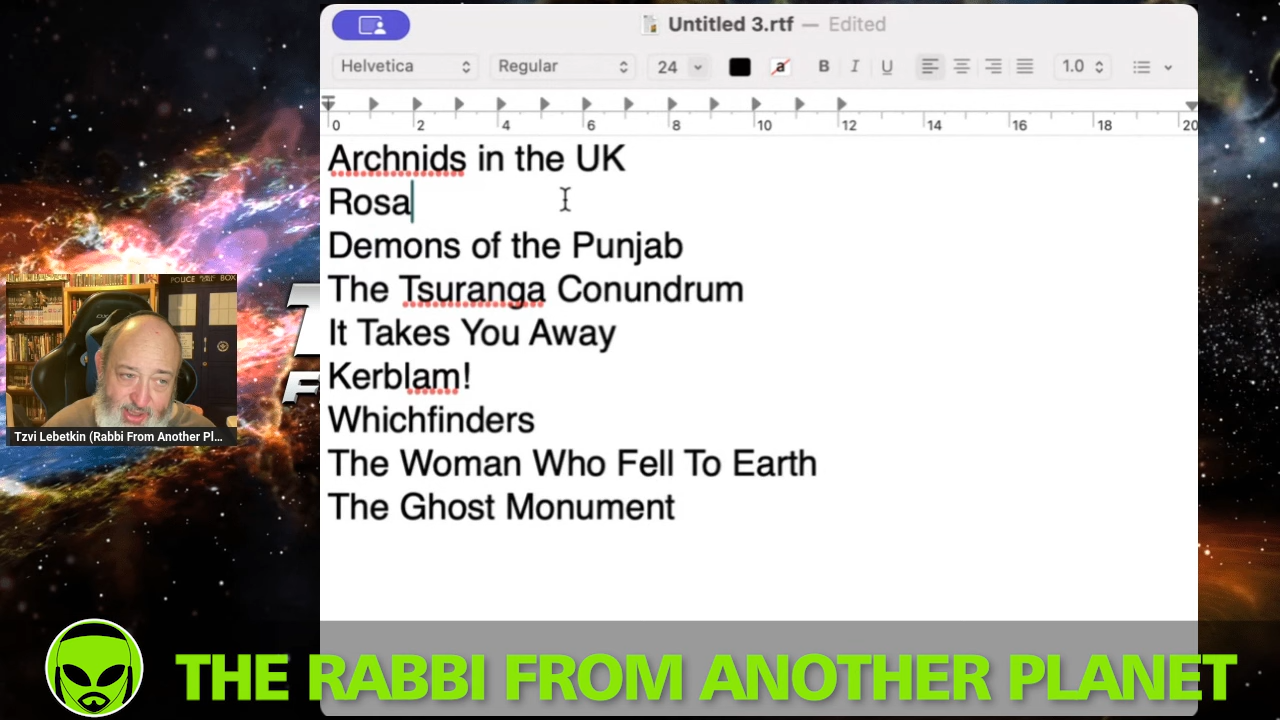 Untitled 3.rtf — Edited
Helvetica Regular 24 a B I U 1.0
0 2 4 6 8 10 12 14 16 18 20
Archnids in the UK
Rosa
Demons of the Punjab
The Tsuranga Conundrum
It Takes You Away
Kerblam!
Whichfinders
The Woman Who Fell To Earth
The Ghost Monument
POLICE BOX
Tzvi Lebetkin (Rabbi From Another Pl...
THE RABBI FROM ANOTHER PLANET